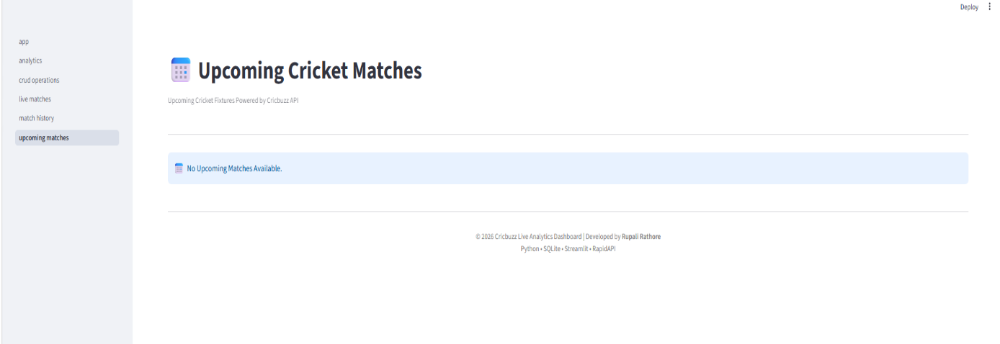 Deploy
app
analytics
crud operations
live matches
match history
upcoming matches
Upcoming Cricket Matches
Upcoming Cricket Fixtures Powered by Cricbuzz API
No Upcoming Matches Available.
© 2026 Cricbuzz Live Analytics Dashboard | Developed by Rupali Rathore
Python • SQLite • Streamlit • RapidAPI